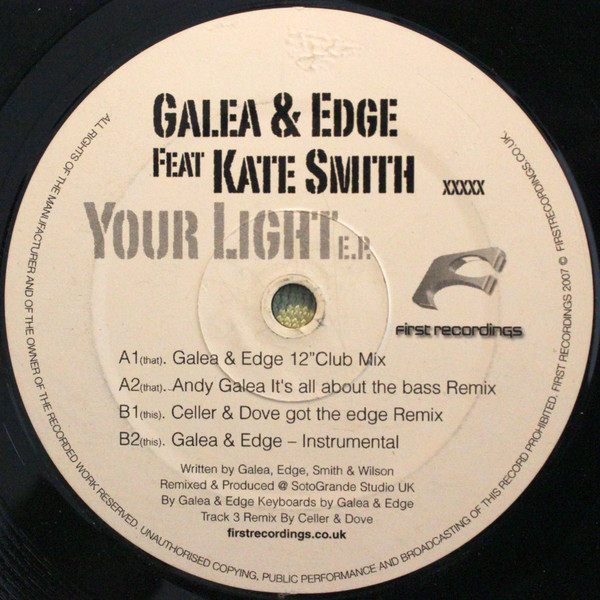 GALEA & EDGE
FEAT KATE SMITH xxxxx
YOUR LIGHT E.P.
first recordings
A1(that). Galea & Edge 12”Club Mix
A2(that). Andy Galea It's all about the bass Remix
B1(this). Celler & Dove got the edge Remix
B2(this). Galea & Edge – Instrumental
Written by Galea, Edge, Smith & Wilson
Remixed & Produced @ SotoGrande Studio UK
By Galea & Edge Keyboards by Galea & Edge
Track 3 Remix By Celler & Dove
firstrecordings.co.uk
ALL RIGHTS OF THE MANUFACTURER AND OF THE OWNER OF THE RECORDED WORK RESERVED. UNAUTHORISED COPYING, PUBLIC PERFORMANCE AND BROADCASTING OF THIS RECORD PROHIBITED. FIRST RECORDINGS 2007 © FIRSTRECORDINGS.CO.UK.